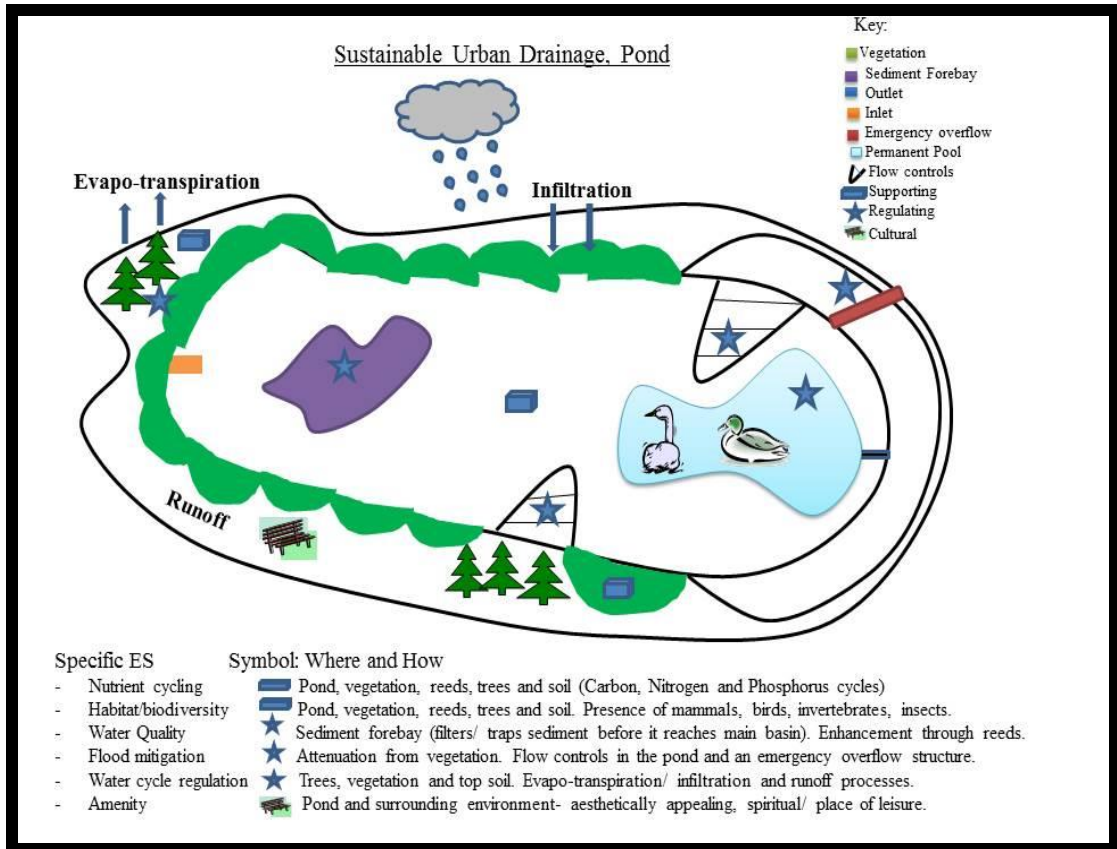 Sustainable Urban Drainage, Pond
Key:
Vegetation
Sediment Forebay
Outlet
Inlet
Emergency overflow
Permanent Pool
Flow controls
Supporting
Regulating
Cultural
Evapo-transpiration
Infiltration
Runoff
Specific ES Symbol: Where and How
- Nutrient cycling Pond, vegetation, reeds, trees and soil (Carbon, Nitrogen and Phosphorus cycles)
- Habitat/biodiversity Pond, vegetation, reeds, trees and soil. Presence of mammals, birds, invertebrates, insects.
- Water Quality Sediment forebay (filters/ traps sediment before it reaches main basin). Enhancement through reeds.
- Flood mitigation Attenuation from vegetation. Flow controls in the pond and an emergency overflow structure.
- Water cycle regulation Trees, vegetation and top soil. Evapo-transpiration/ infiltration and runoff processes.
- Amenity Pond and surrounding environment- aesthetically appealing, spiritual/ place of leisure.